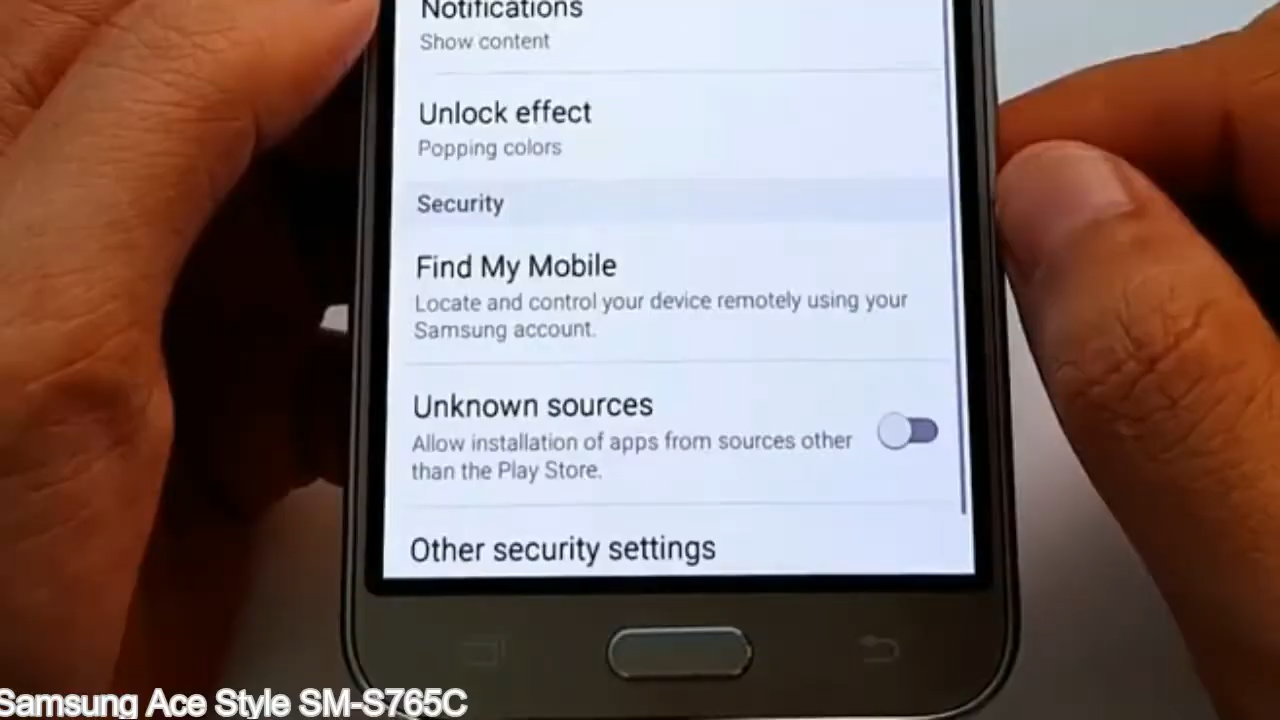 Notifications
Show content
Unlock effect
Popping colors
Security
Find My Mobile
Locate and control your device remotely using your
Samsung account.
Unknown sources
Allow installation of apps from sources other
than the Play Store.
Other security settings
Samsung Ace Style SM-S765C